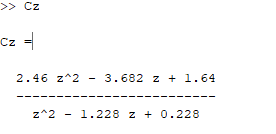 >> Cz
Cz =
2.46 z^2 - 3.682 z + 1.64
-------------------------
z^2 - 1.228 z + 0.228